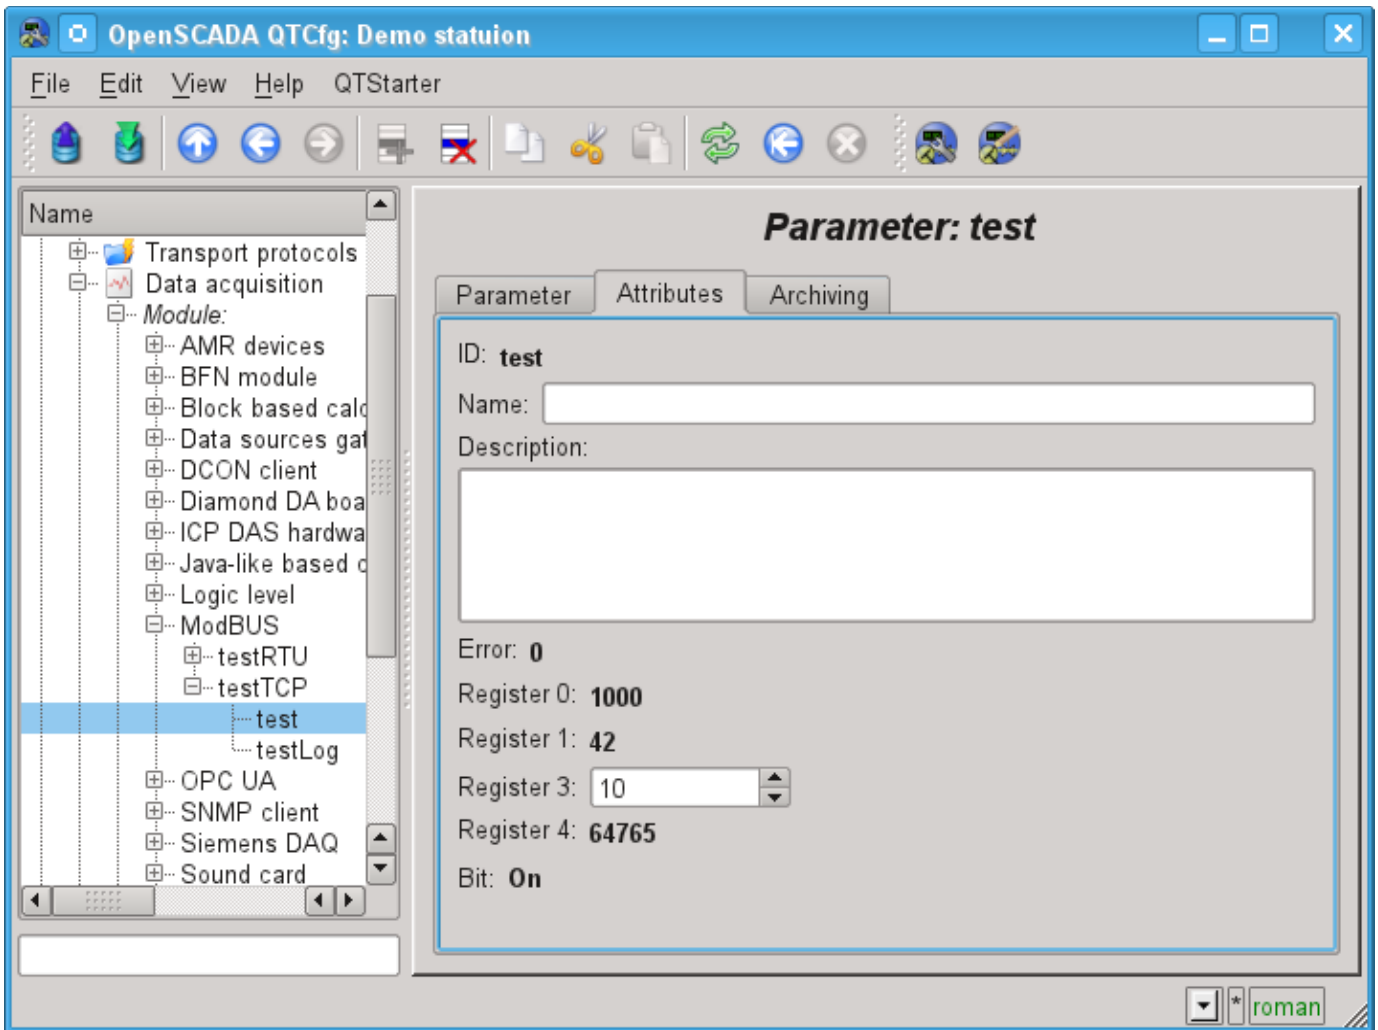 OpenSCADA QTCfg: Demo statuion
File Edit View Help QTStarter
Name
Transport protocols
Data acquisition
Module:
AMR devices
BFN module
Block based calc
Data sources gat
DCON client
Diamond DA boa
ICP DAS hardwa
Java-like based c
Logic level
ModBUS
testRTU
testTCP
test
testLog
OPC UA
SNMP client
Siemens DAQ
Sound card
Parameter: test
Parameter Attributes Archiving
ID: test
Name:
Description:
Error: 0
Register 0: 1000
Register 1: 42
Register 3: 10
Register 4: 64765
Bit: On
* roman